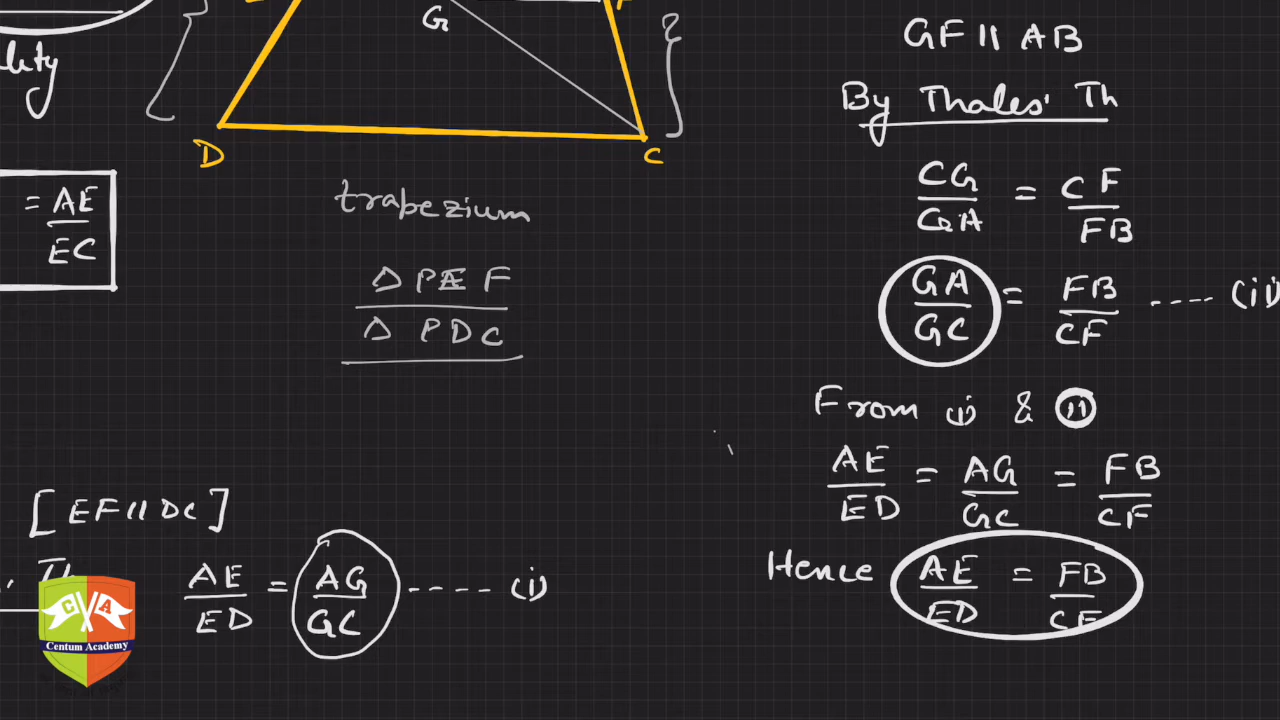 G
D
C
trapezium
Δ PEF
Δ PDC
= AE
EC
[EF || DC]
AE = AG ---- (i)
ED GC
Centum Academy
GF || AB
By Thales' Th
CG = CF
GA FB
GA = FB ---- (ii)
GC CF
From (i) & (ii)
AE = AG = FB
ED GC CF
Hence AE = FB
ED CF